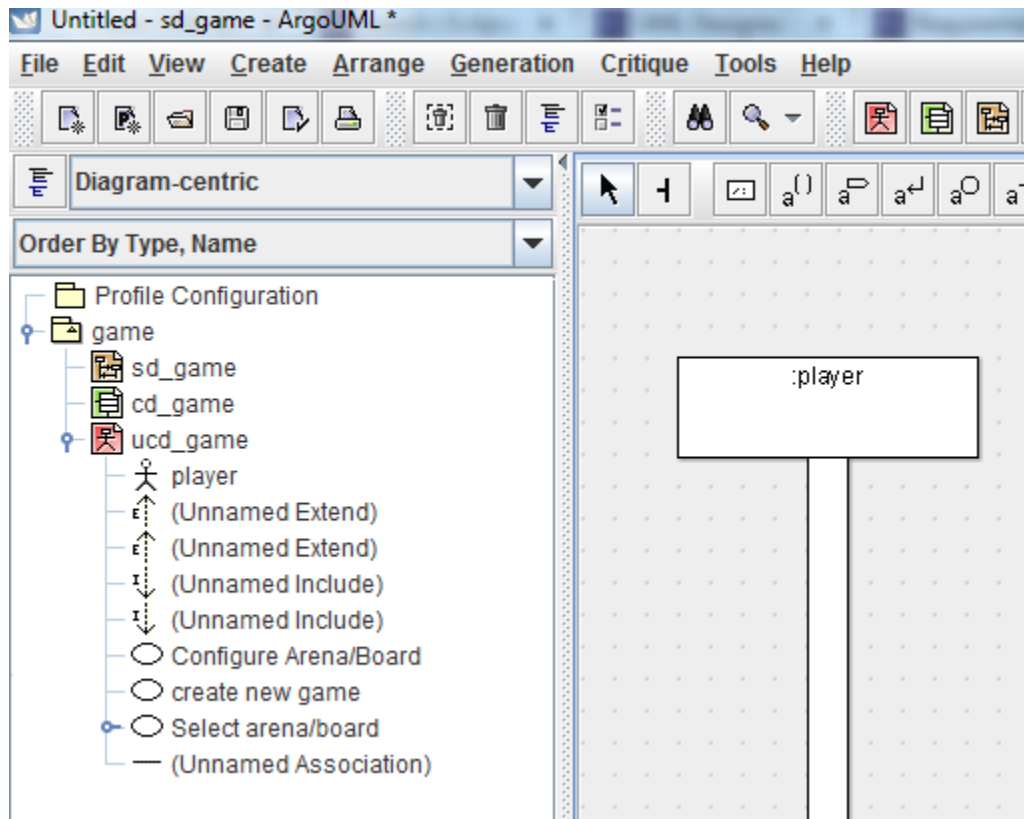 Untitled - sd_game - ArgoUML *
File Edit View Create Arrange Generation Critique Tools Help
Diagram-centric
Order By Type, Name
Profile Configuration
game
sd_game
cd_game
ucd_game
player
E (Unnamed Extend)
E (Unnamed Extend)
I (Unnamed Include)
I (Unnamed Include)
Configure Arena/Board
create new game
Select arena/board
(Unnamed Association)
a() a a a a
:player